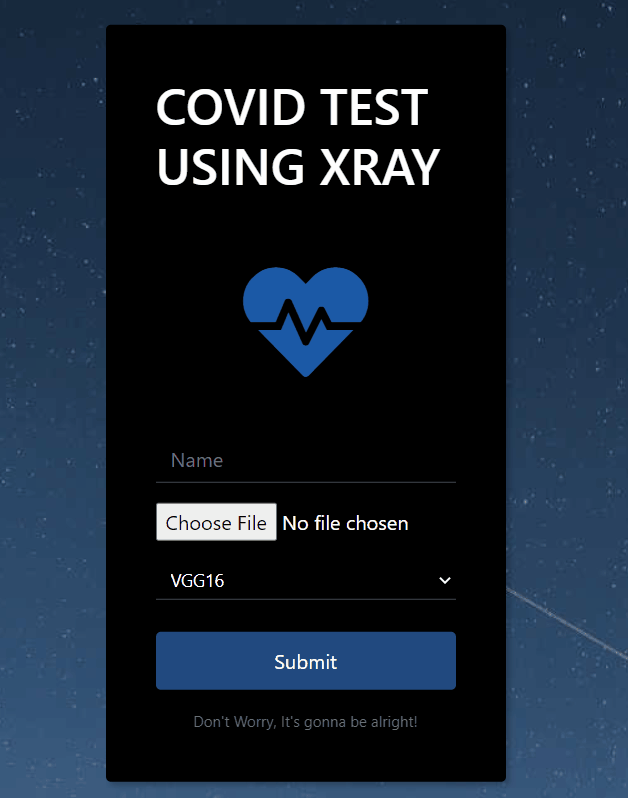 COVID TEST
USING XRAY
Name
Choose File No file chosen
VGG16
Submit
Don't Worry, It's gonna be alright!